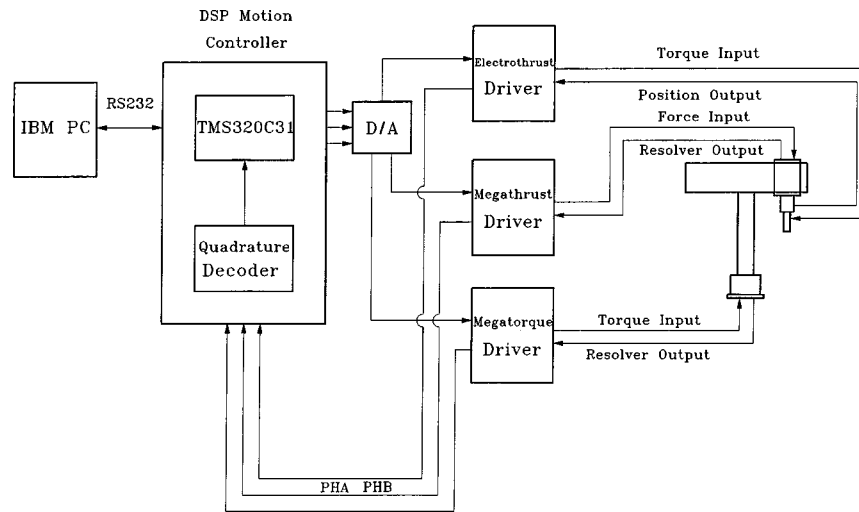 DSP Motion
Controller
IBM PC
RS232
TMS320C31
Quadrature
Decoder
D/A
Electrothrust
Driver
Megathrust
Driver
Megatorque
Driver
Torque Input
Position Output
Force Input
Resolver Output
Torque Input
Resolver Output
PHA PHB